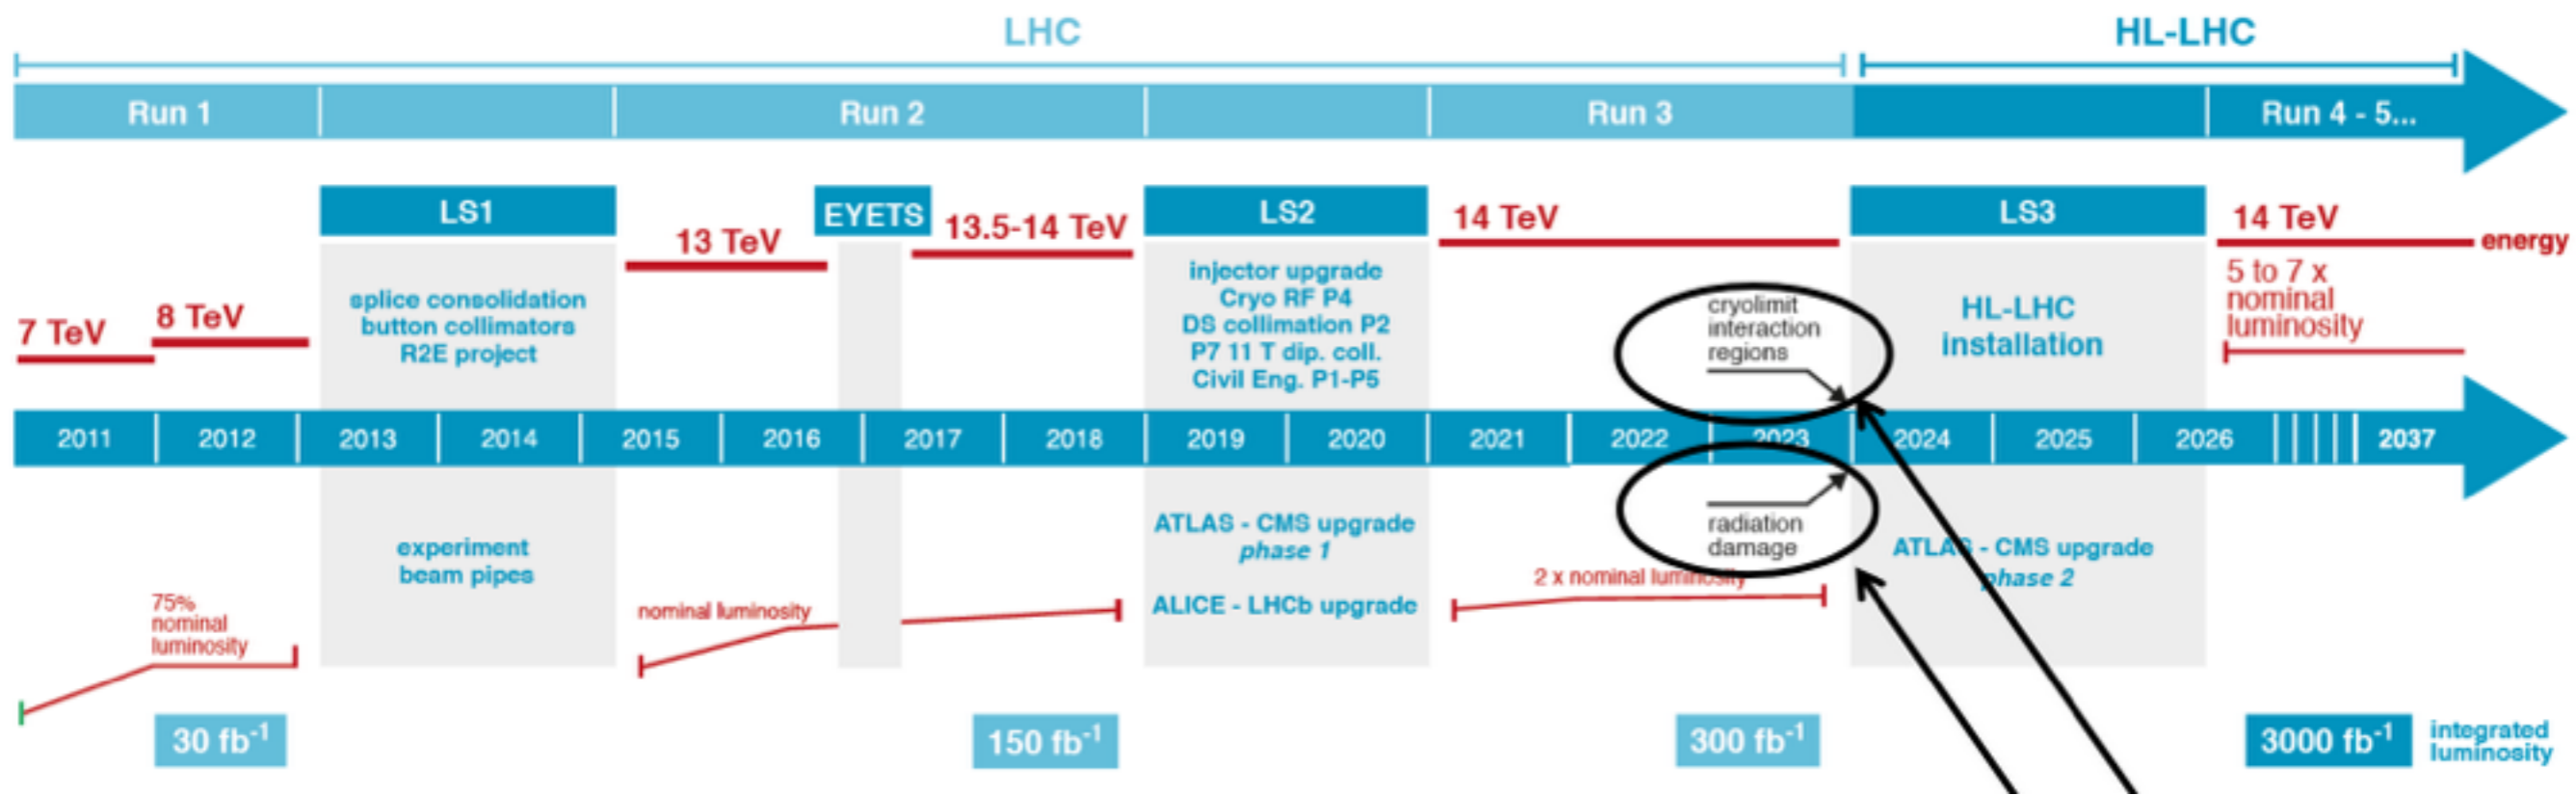 LHC
HL-LHC
Run 1
Run 2
Run 3
Run 4 - 5...
LS1
EYETS
LS2
LS3
7 TeV
8 TeV
13 TeV
13.5-14 TeV
14 TeV
14 TeV
energy
splice consolidation
button collimators
R2E project
injector upgrade
Cryo RF P4
DS collimation P2
P7 11 T dip. coll.
Civil Eng. P1-P5
cryolimit
interaction
regions
HL-LHC
installation
5 to 7 x
nominal
luminosity
2011
2012
2013
2014
2015
2016
2017
2018
2019
2020
2021
2022
2023
2024
2025
2026
2037
experiment
beam pipes
ATLAS - CMS upgrade
phase 1
ALICE - LHCb upgrade
radiation
damage
ATLAS - CMS upgrade
phase 2
75%
nominal
luminosity
nominal luminosity
2 x nominal luminosity
30 fb⁻¹
150 fb⁻¹
300 fb⁻¹
3000 fb⁻¹
integrated
luminosity